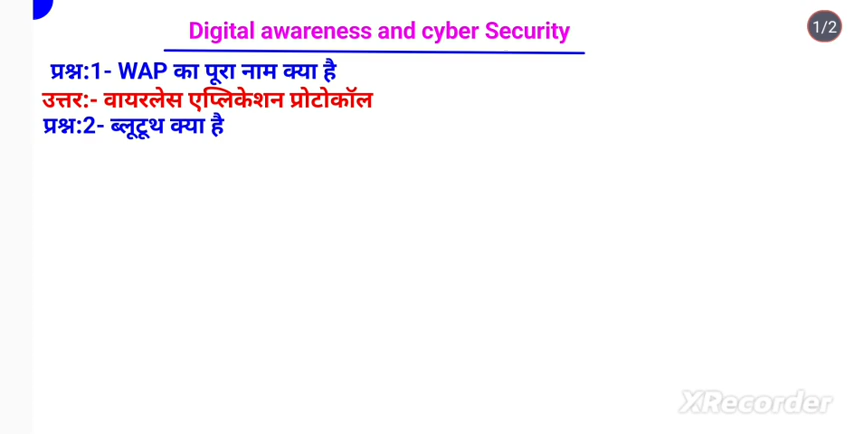 Digital awareness and cyber Security
1/2
प्रश्न:1- WAP का पूरा नाम क्या है
उत्तर:- वायरलेस एप्लिकेशन प्रोटोकॉल
प्रश्न:2- ब्लूटूथ क्या है
XRecorder